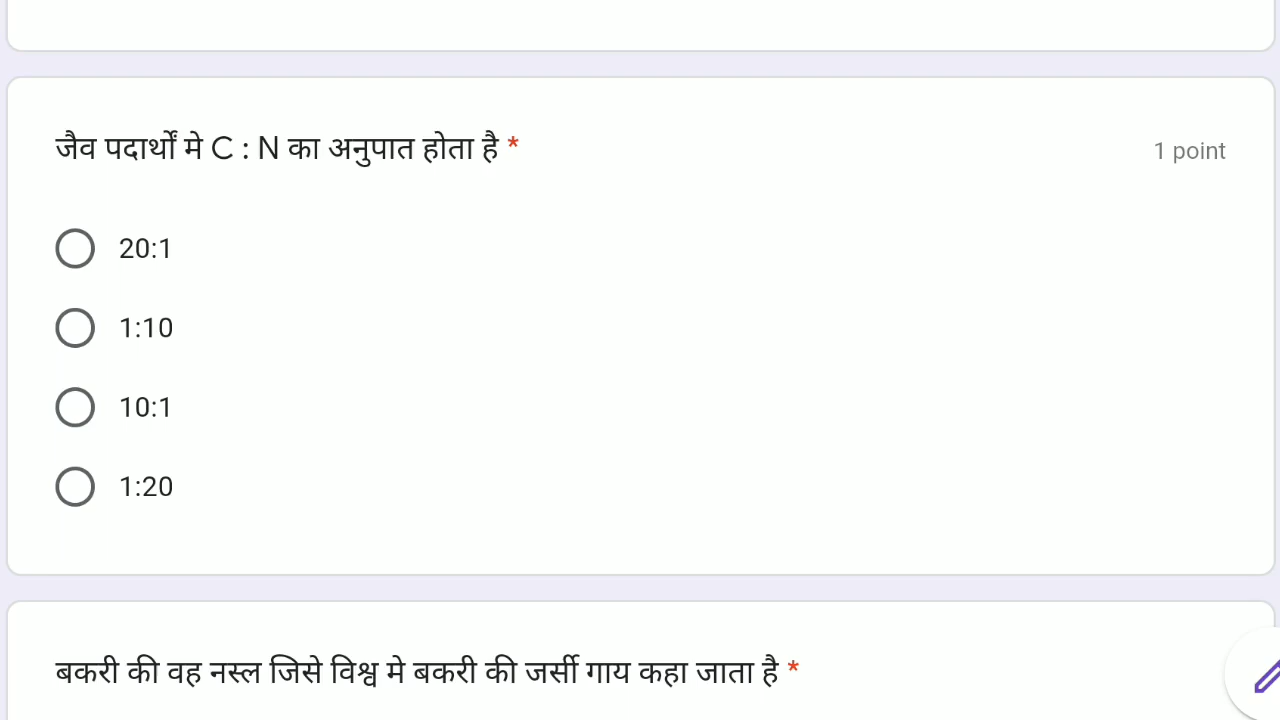 जैव पदार्थों मे C : N का अनुपात होता है *
1 point
20:1
1:10
10:1
1:20
बकरी की वह नस्ल जिसे विश्व मे बकरी की जर्सी गाय कहा जाता है *